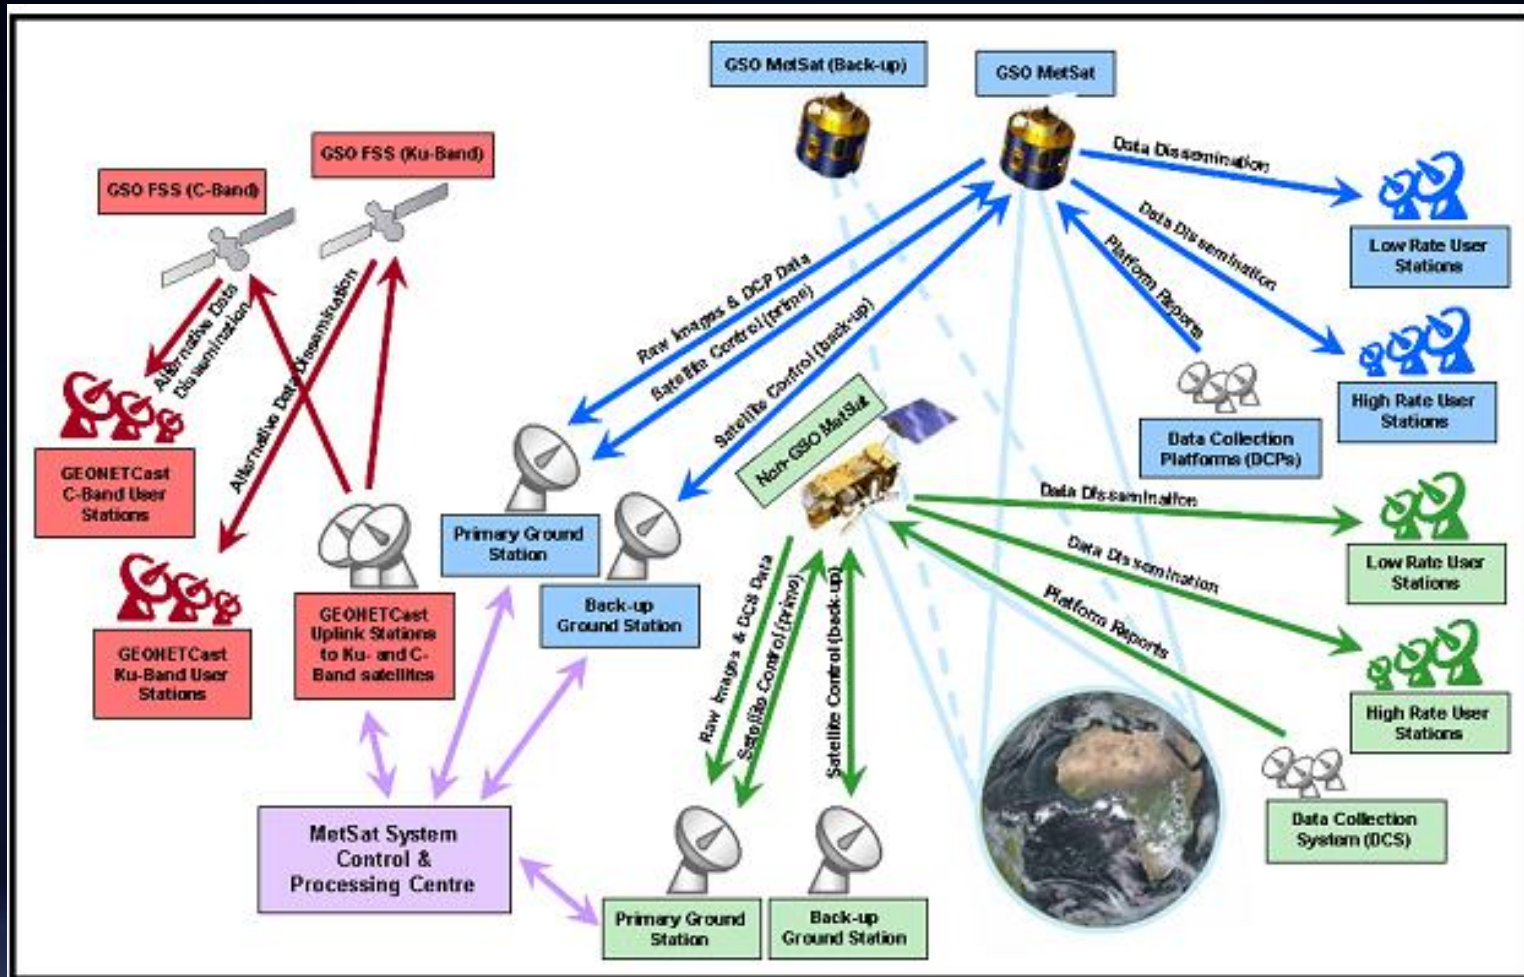 GSO MetSat (Back-up)
GSO MetSat
GSO FSS (Ku-Band)
GSO FSS (C-Band)
Data Dissemination
Low Rate User
Stations
Data Dissemination
High Rate User
Stations
Platform Reports
Data Collection
Platforms (DCPs)
Raw Images & DCP Data
Satellite Control (prime)
Satellite Control (back-up)
Alternative Data
Dissemination
Alternative Data Dissemination
GEONETCast
C-Band User
Stations
GEONETCast
Ku-Band User
Stations
GEONETCast
Uplink Stations
to Ku- and C-
Band satellites
Primary Ground
Station
Back-up
Ground Station
Non-GSO MetSat
Data Dissemination
Low Rate User
Stations
Data Dissemination
High Rate User
Stations
Platform Reports
Data Collection
System (DCS)
Raw Images & DCS Data
Satellite Control (prime)
Satellite Control (back-up)
MetSat System
Control &
Processing Centre
Primary Ground
Station
Back-up
Ground Station